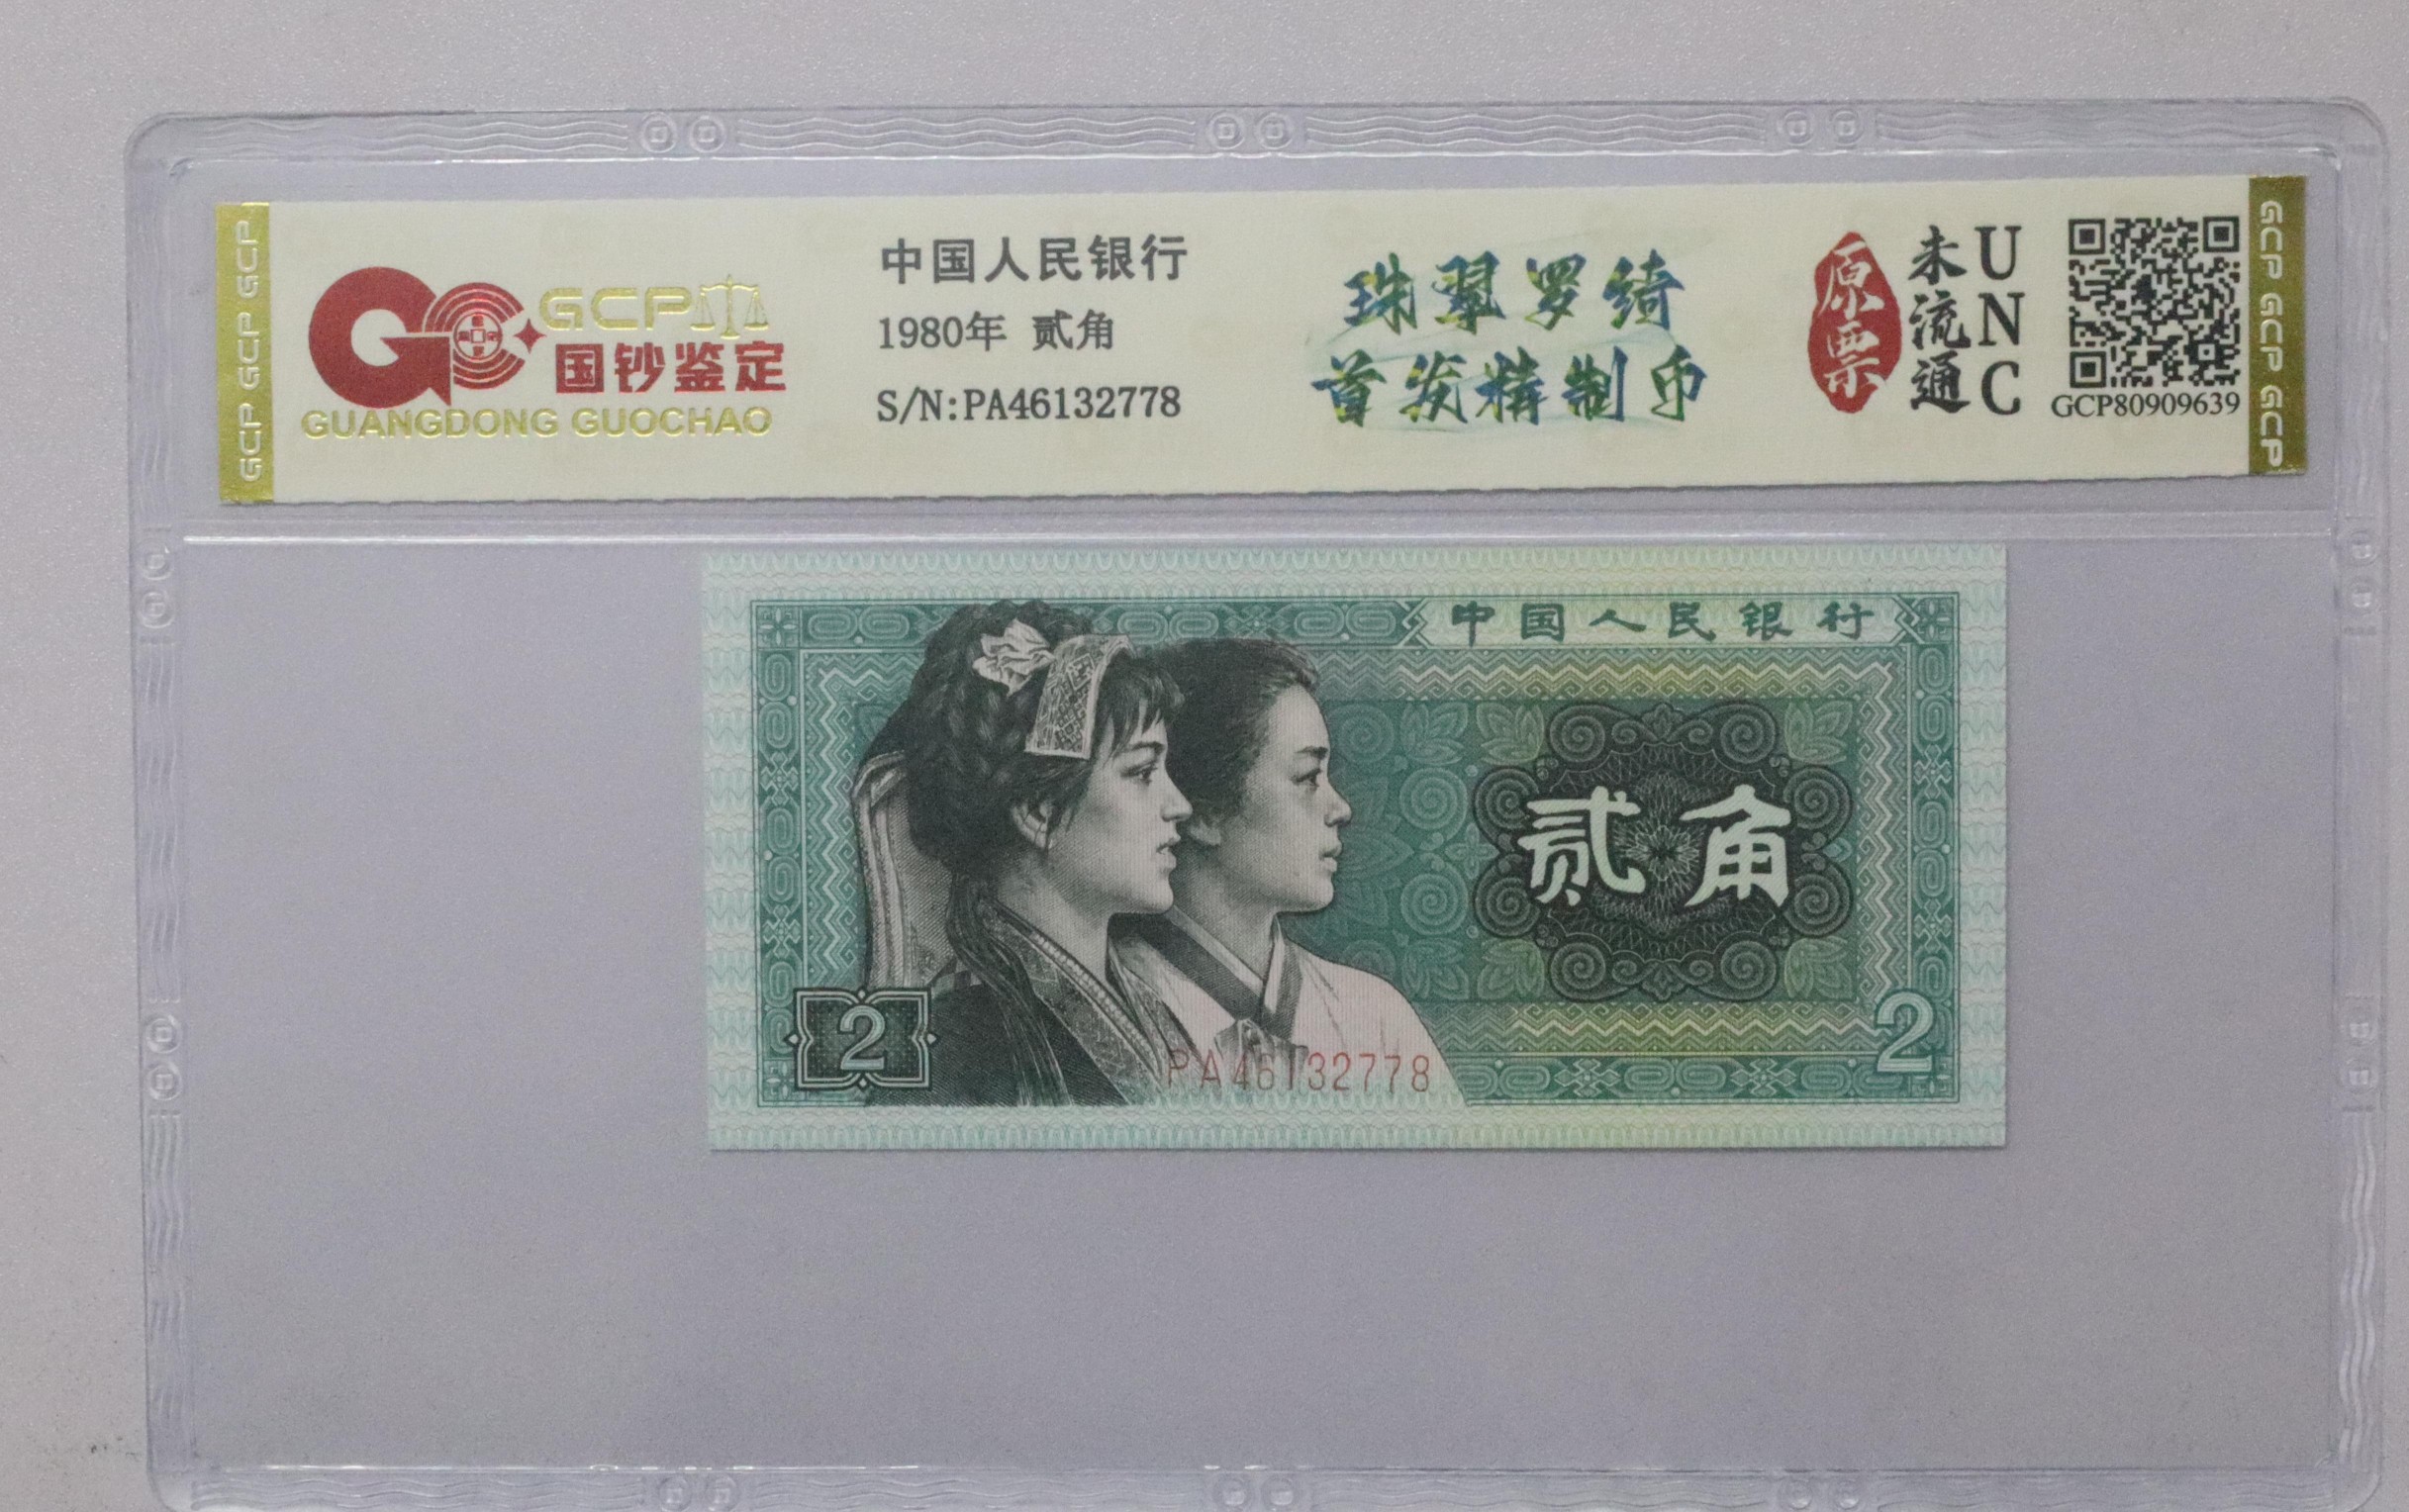 GCP GCP GCP
GCP
国钞鉴定
GUANGDONG GUOCHAO
中国人民银行
1980年 贰角
S/N:PA46132778
珠翠罗绮
首发精制币
原票
未流通
UNC
GCP80909639
GCP GCP GCP
中国人民银行
贰角
2
2
PA46132778